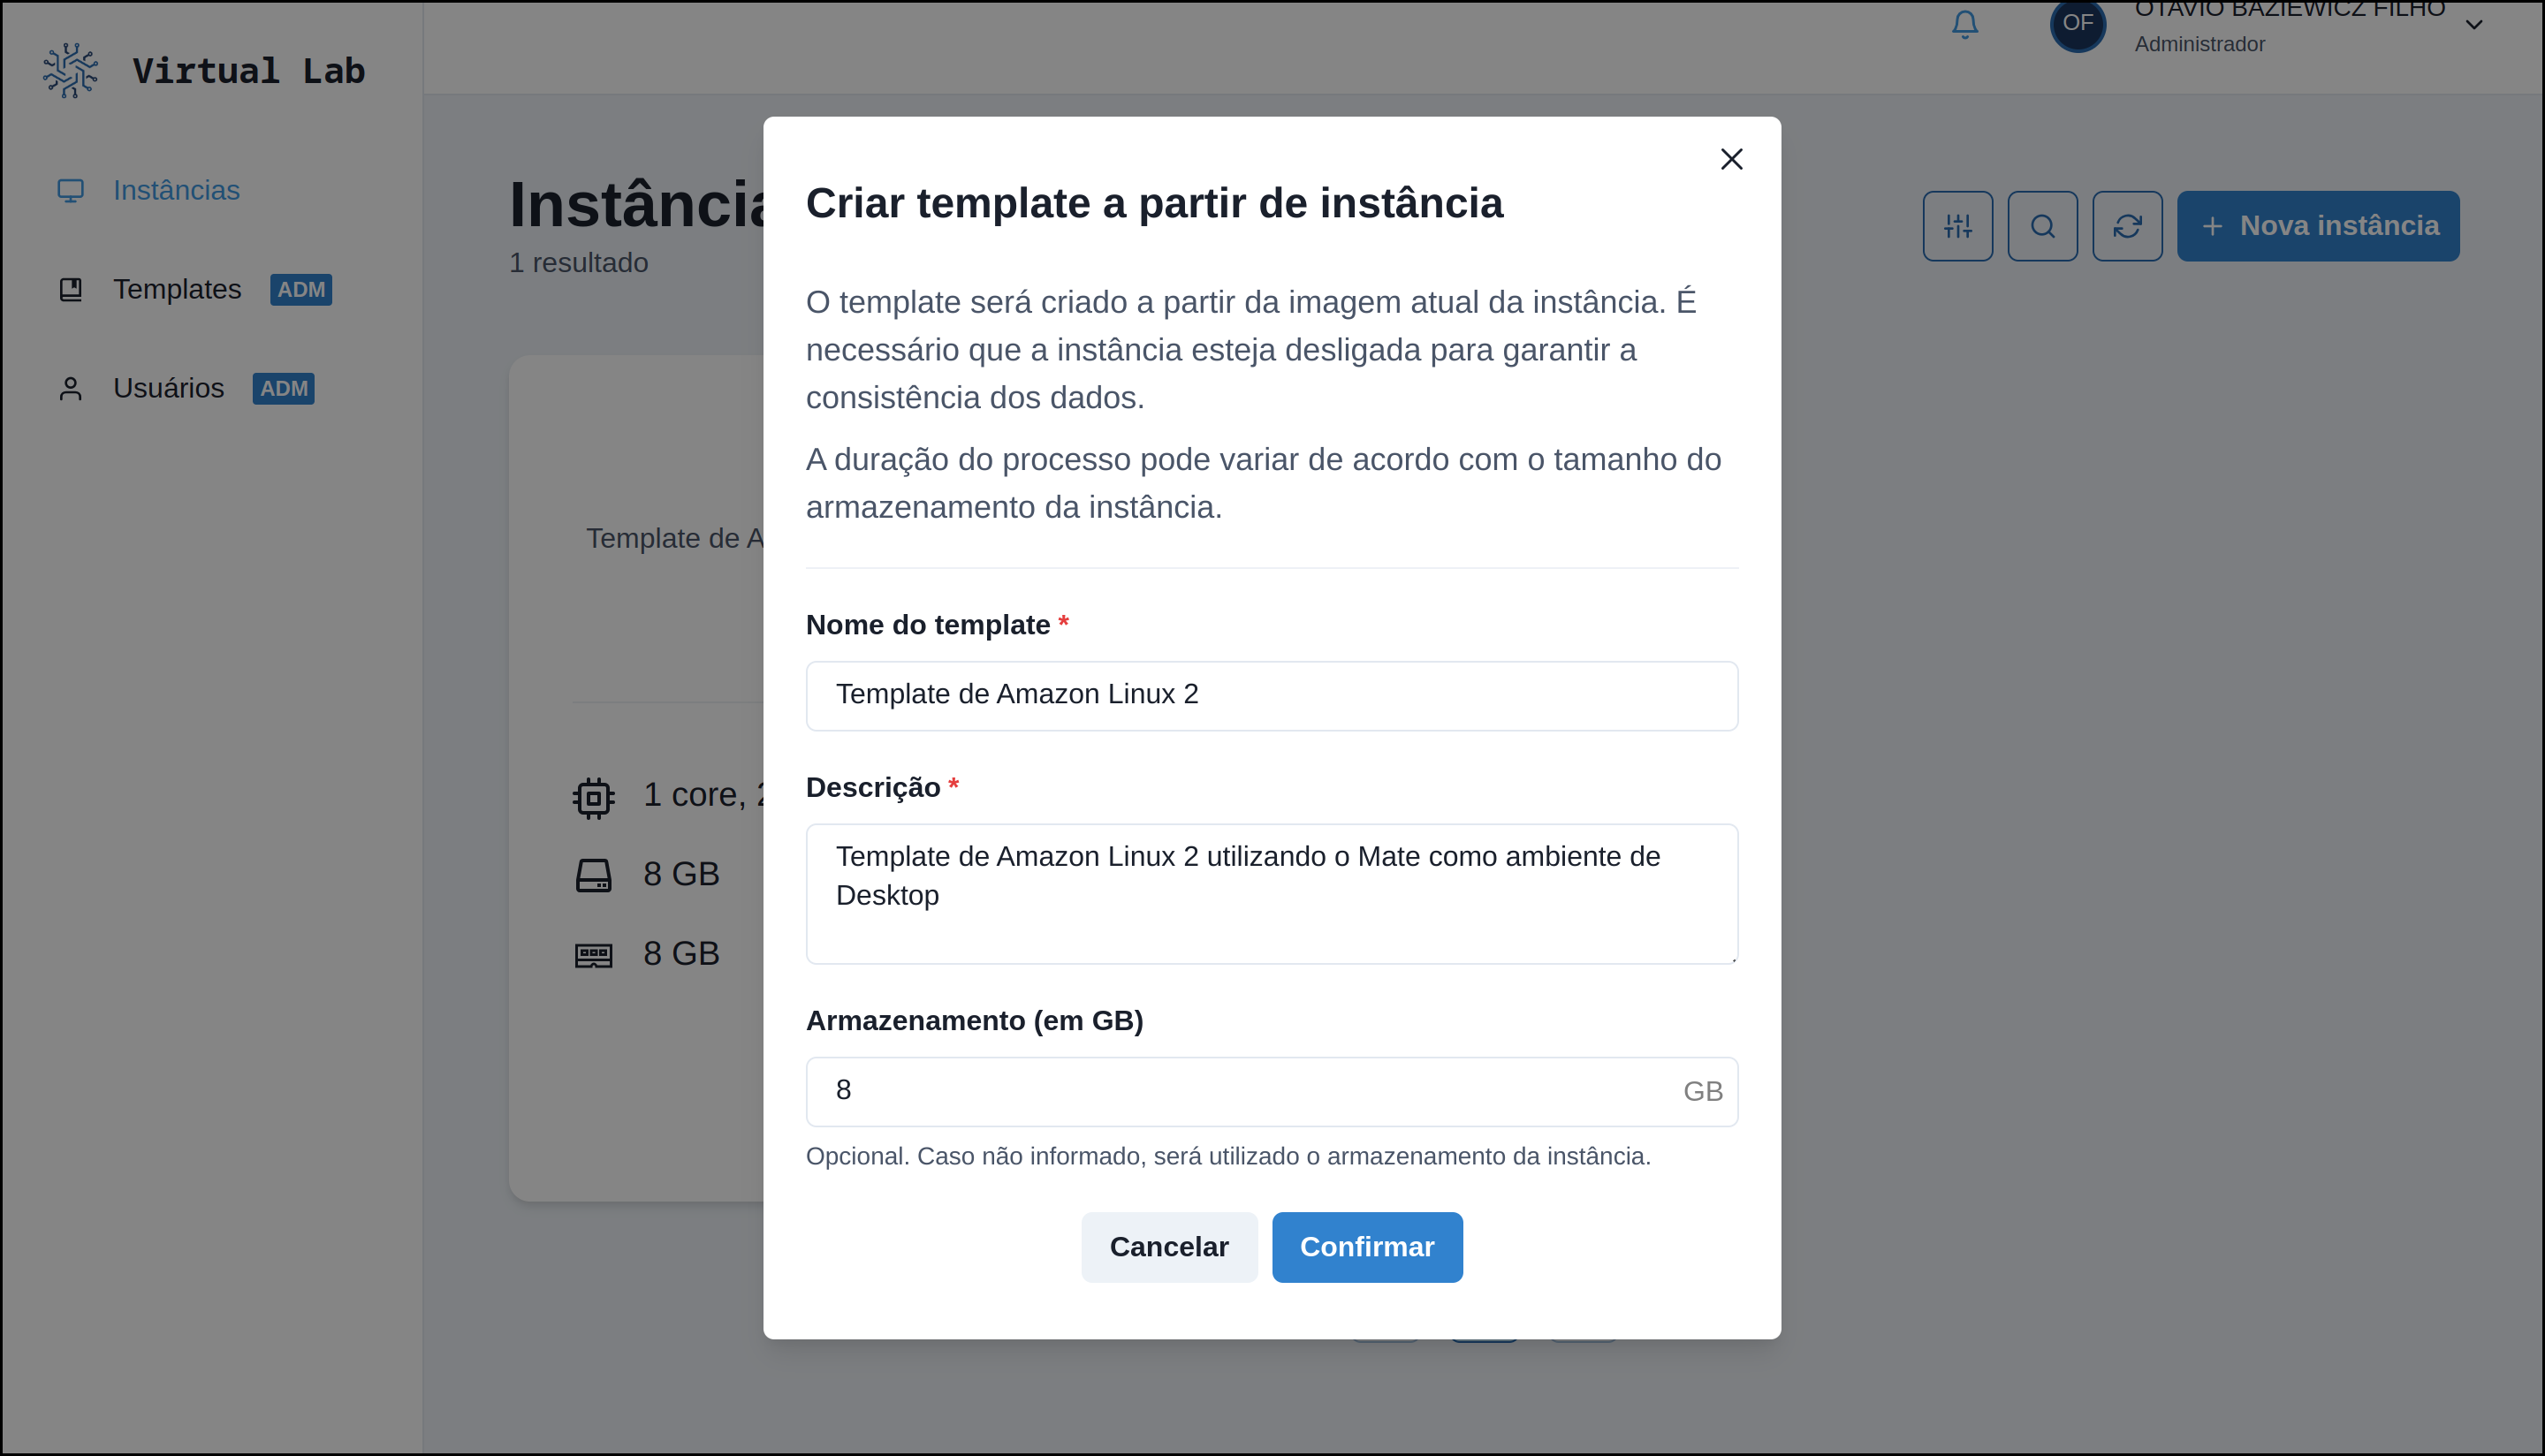 Virtual Lab
Instâncias
Templates ADM
Usuários ADM
OF
OTAVIO BAZIEWICZ FILHO
Administrador
1 resultado
Nova instância
Template de
1 core,
8 GB
8 GB
Criar template a partir de instância
O template será criado a partir da imagem atual da instância. É
necessário que a instância esteja desligada para garantir a
consistência dos dados.
A duração do processo pode variar de acordo com o tamanho do
armazenamento da instância.
Nome do template *
Template de Amazon Linux 2
Descrição *
Template de Amazon Linux 2 utilizando o Mate como ambiente de
Desktop
Armazenamento (em GB)
8 GB
Opcional. Caso não informado, será utilizado o armazenamento da instância.
Cancelar Confirmar